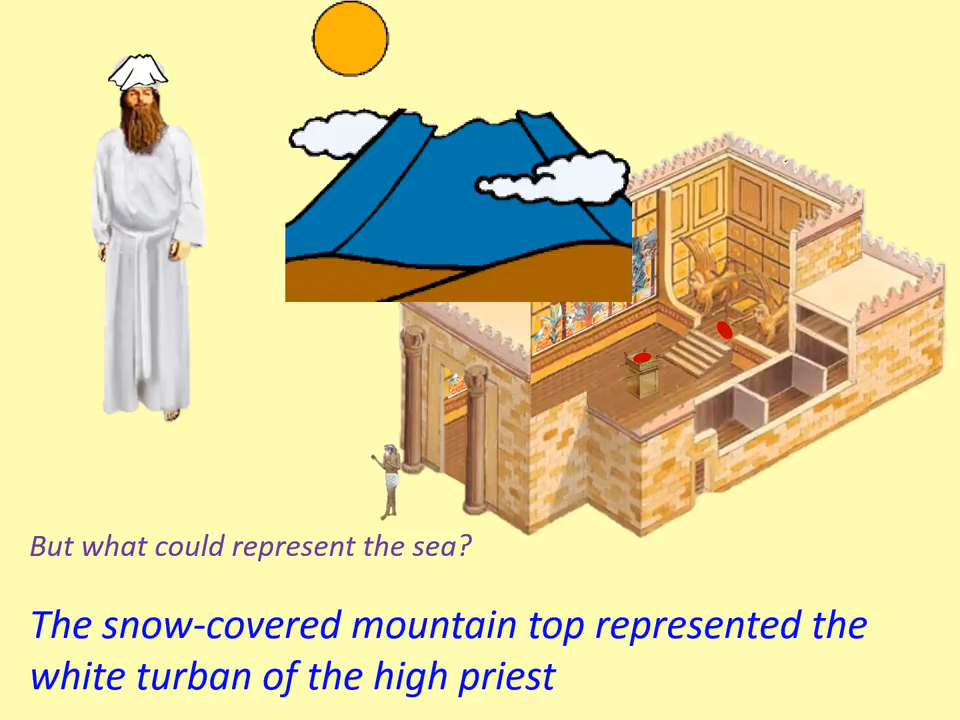 But what could represent the sea?
The snow-covered mountain top represented the
white turban of the high priest